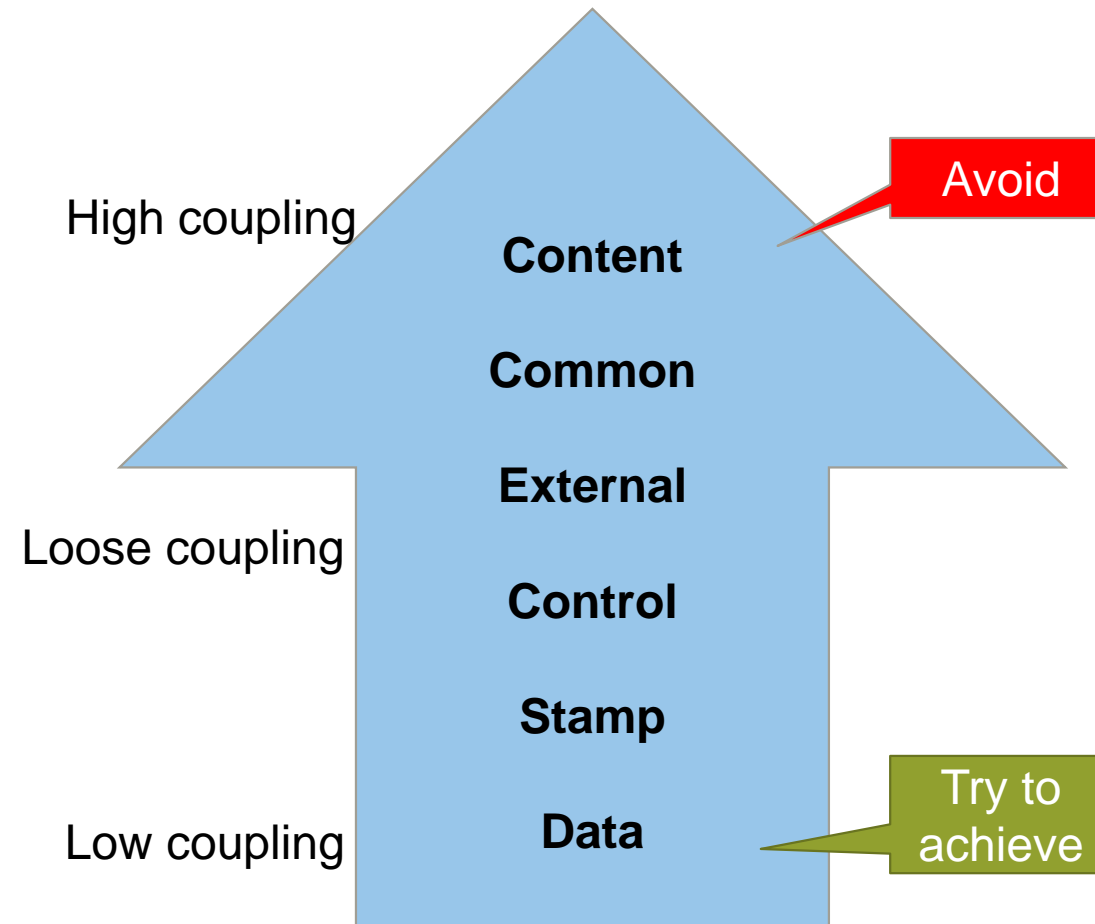 Avoid
High coupling
Content
Common
External
Loose coupling
Control
Stamp
Try to
achieve
Data
Low coupling